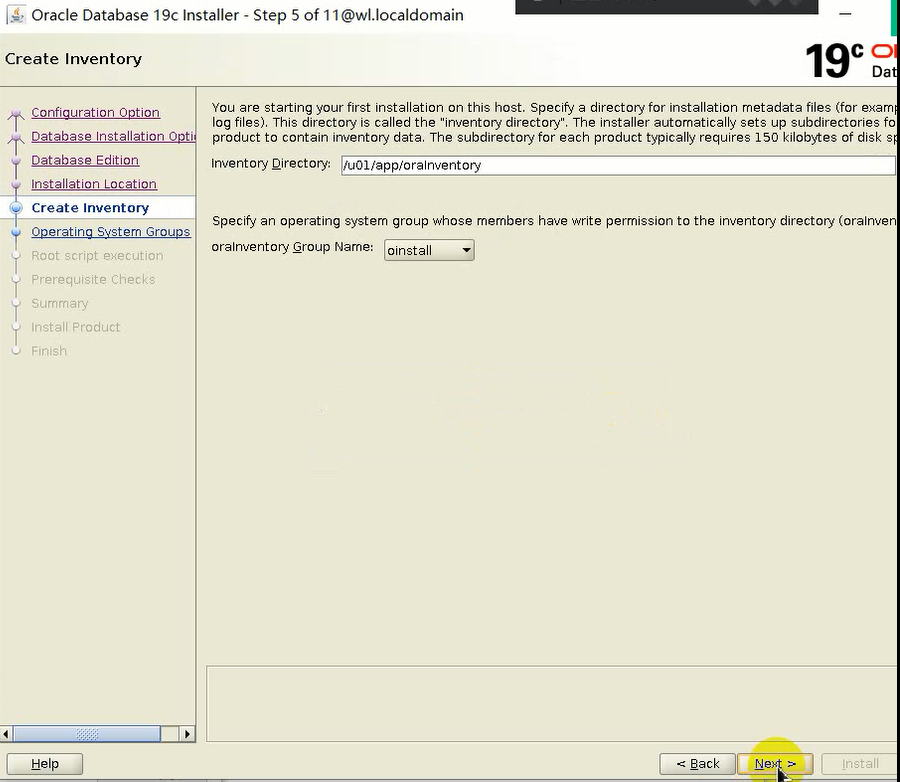 Oracle Database 19c Installer - Step 5 of 11@wl.localdomain
Create Inventory
19c
Dat
Configuration Option
Database Installation Opti
Database Edition
Installation Location
Create Inventory
Operating System Groups
Root script execution
Prerequisite Checks
Summary
Install Product
Finish
You are starting your first installation on this host. Specify a directory for installation metadata files (for examp
log files). This directory is called the "inventory directory". The installer automatically sets up subdirectories fo
product to contain inventory data. The subdirectory for each product typically requires 150 kilobytes of disk sp
Inventory Directory: /u01/app/oraInventory
Specify an operating system group whose members have write permission to the inventory directory (oraInven
oraInventory Group Name: oinstall
Help
< Back
Next >
Install